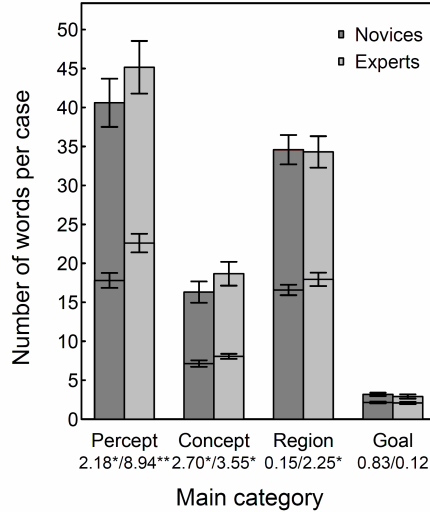 Number of words per case
50
45
40
35
30
25
20
15
10
5
0
Novices
Experts
Percept Concept Region Goal
2.18*/8.94** 2.70*/3.55* 0.15/2.25* 0.83/0.12
Main category